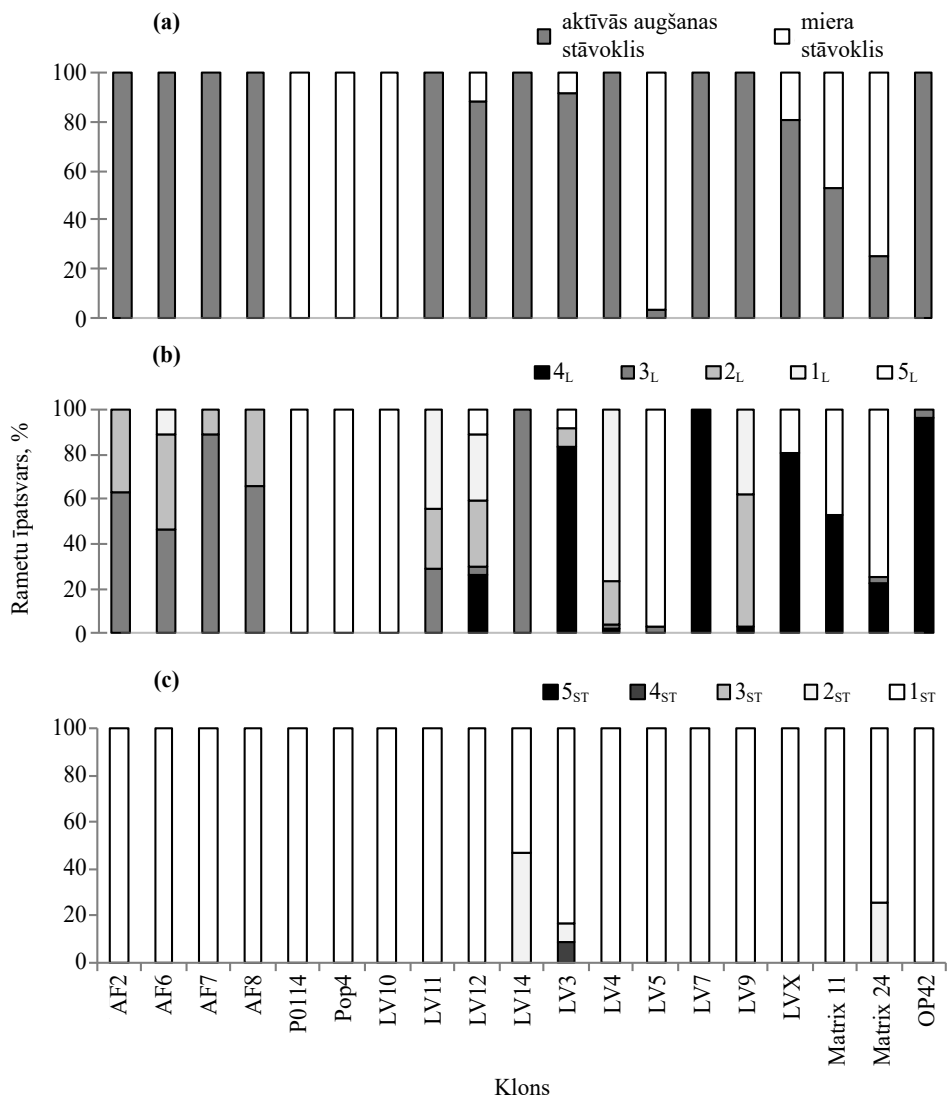 (a)
aktīvās augšanas stāvoklis
miera stāvoklis
100
80
60
40
20
0
(b)
4L 3L 2L 1L 5L
100
80
60
40
20
0
Rametu īpatsvars, %
(c)
5ST 4ST 3ST 2ST 1ST
100
80
60
40
20
0
AF2
AF6
AF7
AF8
P0114
Pop4
LV10
LV11
LV12
LV14
LV3
LV4
LV5
LV7
LV9
LVX
Matrix 11
Matrix 24
OP42
Klons